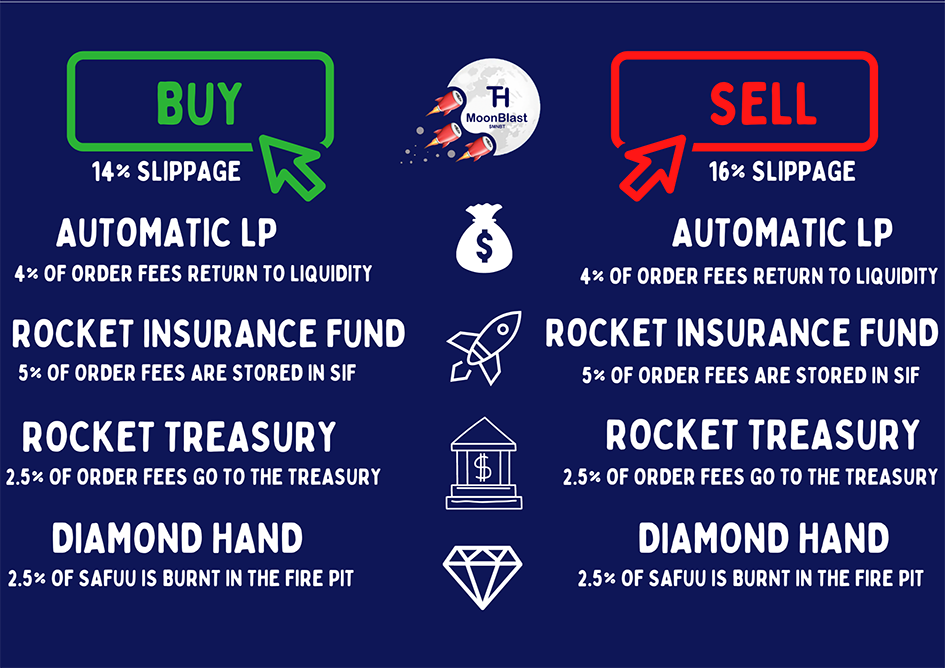 BUY
14% SLIPPAGE
AUTOMATIC LP
4% OF ORDER FEES RETURN TO LIQUIDITY
ROCKET INSURANCE FUND
5% OF ORDER FEES ARE STORED IN SIF
ROCKET TREASURY
2.5% OF ORDER FEES GO TO THE TREASURY
DIAMOND HAND
2.5% OF SAFUU IS BURNT IN THE FIRE PIT
TH
MoonBlast
$MNBT
$
$
SELL
16% SLIPPAGE
AUTOMATIC LP
4% OF ORDER FEES RETURN TO LIQUIDITY
ROCKET INSURANCE FUND
5% OF ORDER FEES ARE STORED IN SIF
ROCKET TREASURY
2.5% OF ORDER FEES GO TO THE TREASURY
DIAMOND HAND
2.5% OF SAFUU IS BURNT IN THE FIRE PIT